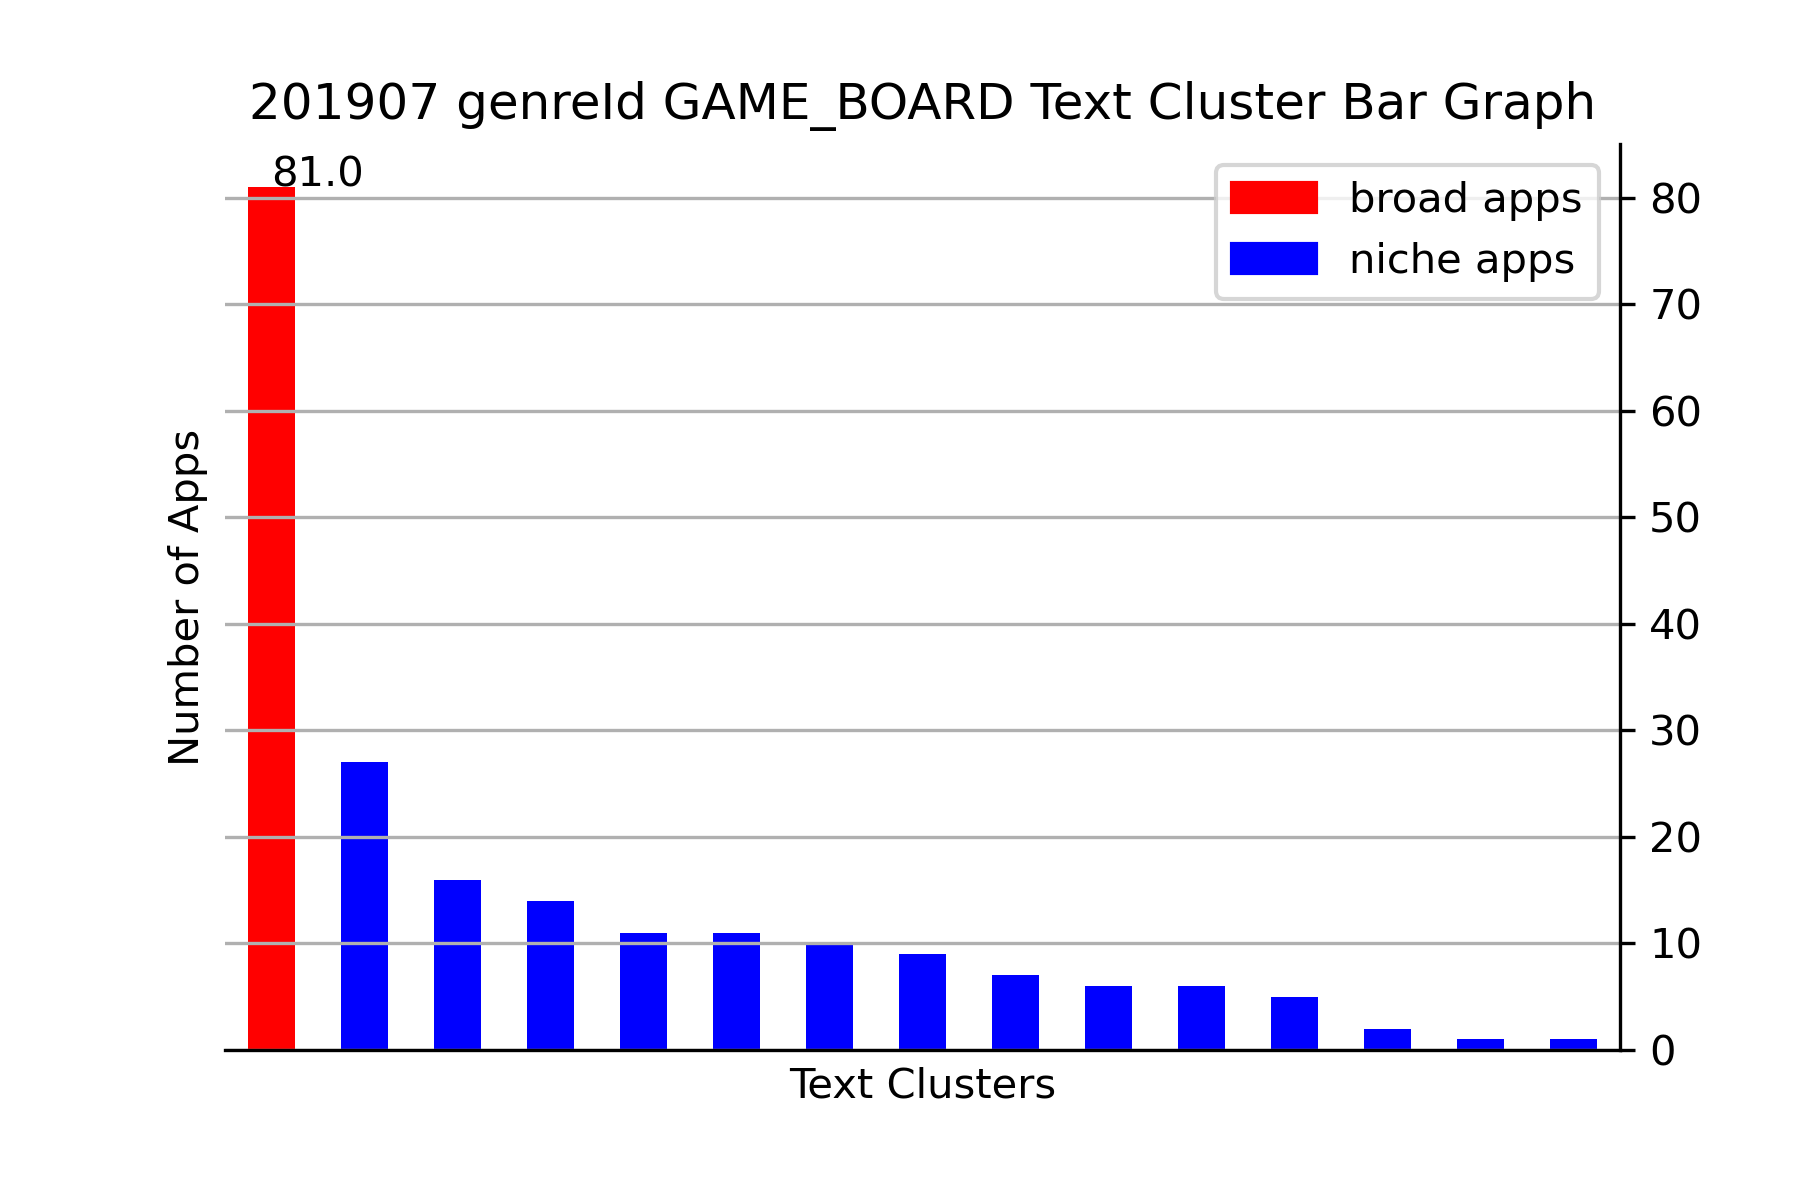 201907 genreId GAME_BOARD Text Cluster Bar Graph
81.0
broad apps
niche apps
80
70
60
50
40
30
20
10
0
Number of Apps
Text Clusters